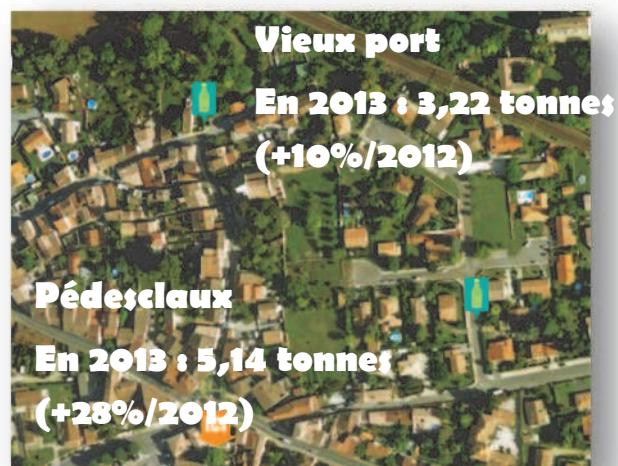 Vieux port
En 2013 : 3,22 tonnes
(+10%/2012)
Pédesclaux
En 2013 : 5,14 tonnes
(+28%/2012)